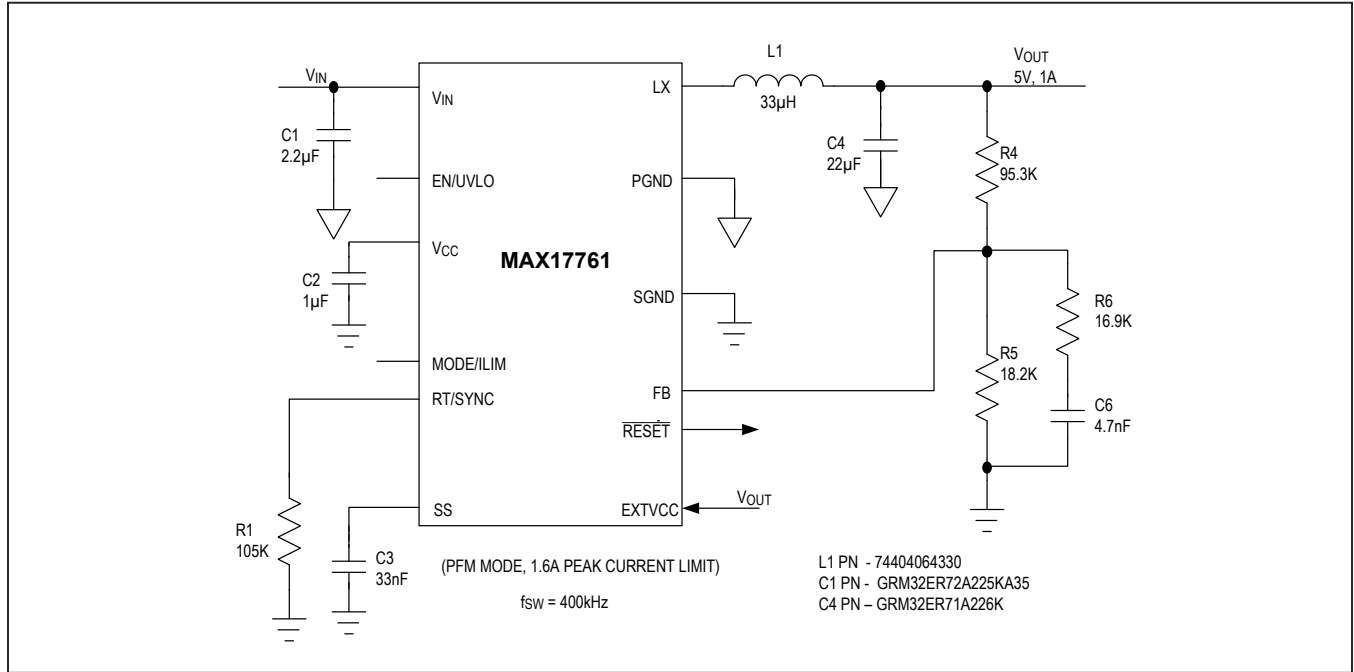 L1
VOUT
5V, 1A
VIN
VIN
LX
33µH
C1
2.2µF
C4
22µF
R4
95.3K
EN/UVLO
PGND
VCC
MAX17761
C2
1µF
SGND
R6
16.9K
MODE/ILIM
R5
18.2K
RT/SYNC
FB
C6
4.7nF
RESET
VOUT
SS
EXTVCC
R1
105K
C3
33nF
(PFM MODE, 1.6A PEAK CURRENT LIMIT)
fSW = 400kHz
L1 PN - 74404064330
C1 PN - GRM32ER72A225KA35
C4 PN – GRM32ER71A226K